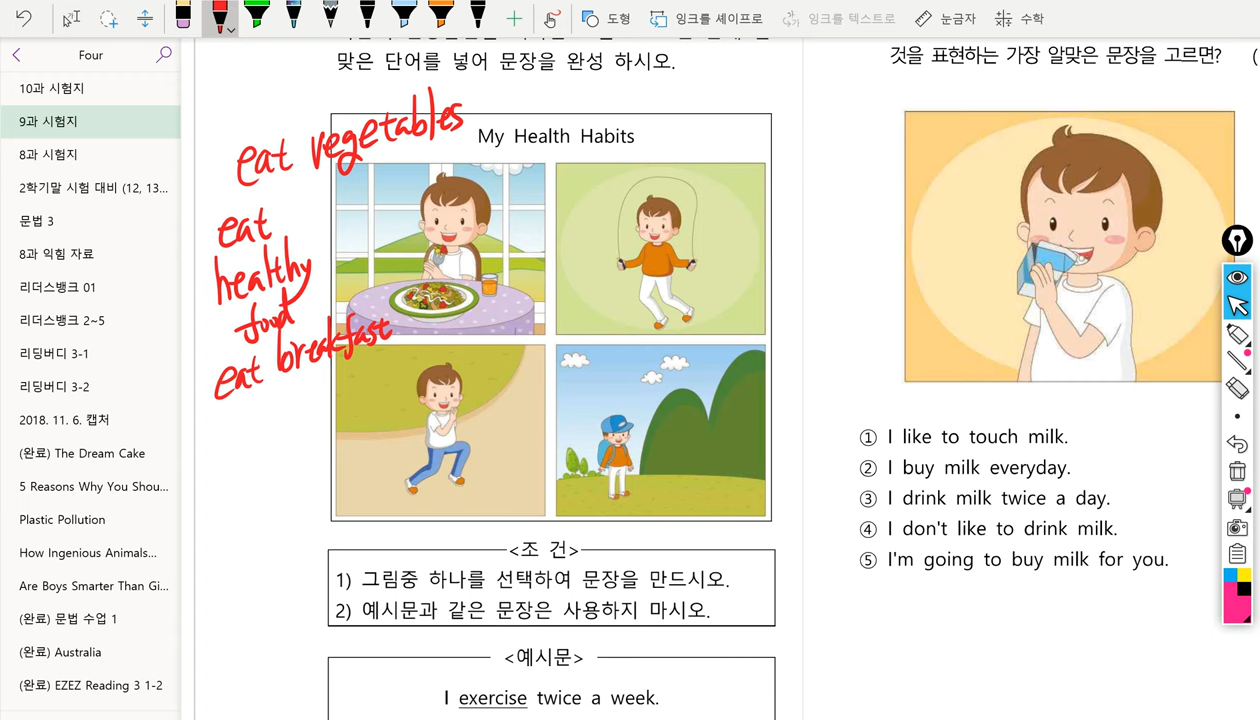 도형
잉크를 셰이프로
잉크를 텍스트로
눈금자
수학
Four
10과 시험지
9과 시험지
8과 시험지
2학기말 시험 대비 (12, 13...
문법 3
8과 익힘 자료
리더스뱅크 01
리더스뱅크 2~5
리딩버디 3-1
리딩버디 3-2
2018. 11. 6. 캡처
(완료) The Dream Cake
5 Reasons Why You Shou...
Plastic Pollution
How Ingenious Animals...
Are Boys Smarter Than Gi...
(완료) 문법 수업 1
(완료) Australia
(완료) EZEZ Reading 3 1-2
맞은 단어를 넣어 문장을 완성 하시오.
My Health Habits
eat vegetables
eat
healthy
food
eat breakfast
<조 건>
1) 그림중 하나를 선택하여 문장을 만드시오.
2) 예시문과 같은 문장은 사용하지 마시오.
<예시문>
I exercise twice a week.
것을 표현하는 가장 알맞은 문장을 고르면? (
① I like to touch milk.
② I buy milk everyday.
③ I drink milk twice a day.
④ I don't like to drink milk.
⑤ I'm going to buy milk for you.